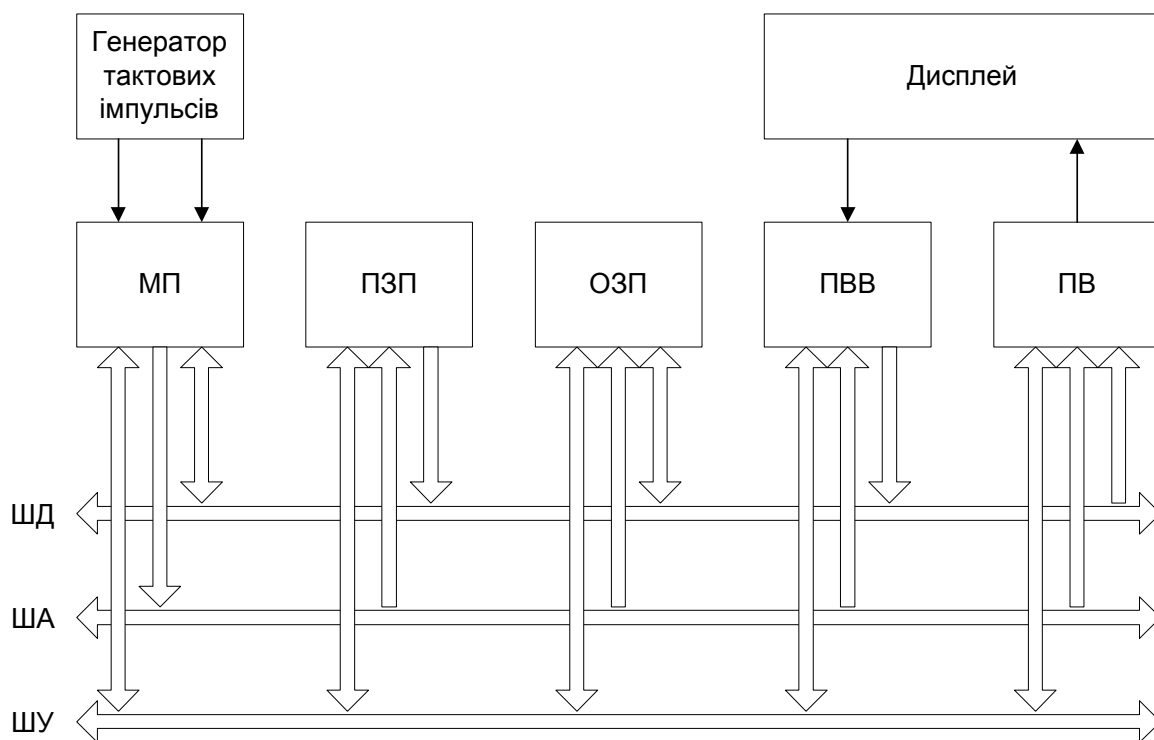 Генератор
тактових
імпульсів
Дисплей
МП
ПЗП
ОЗП
ПВВ
ПВ
ШД
ША
ШУ